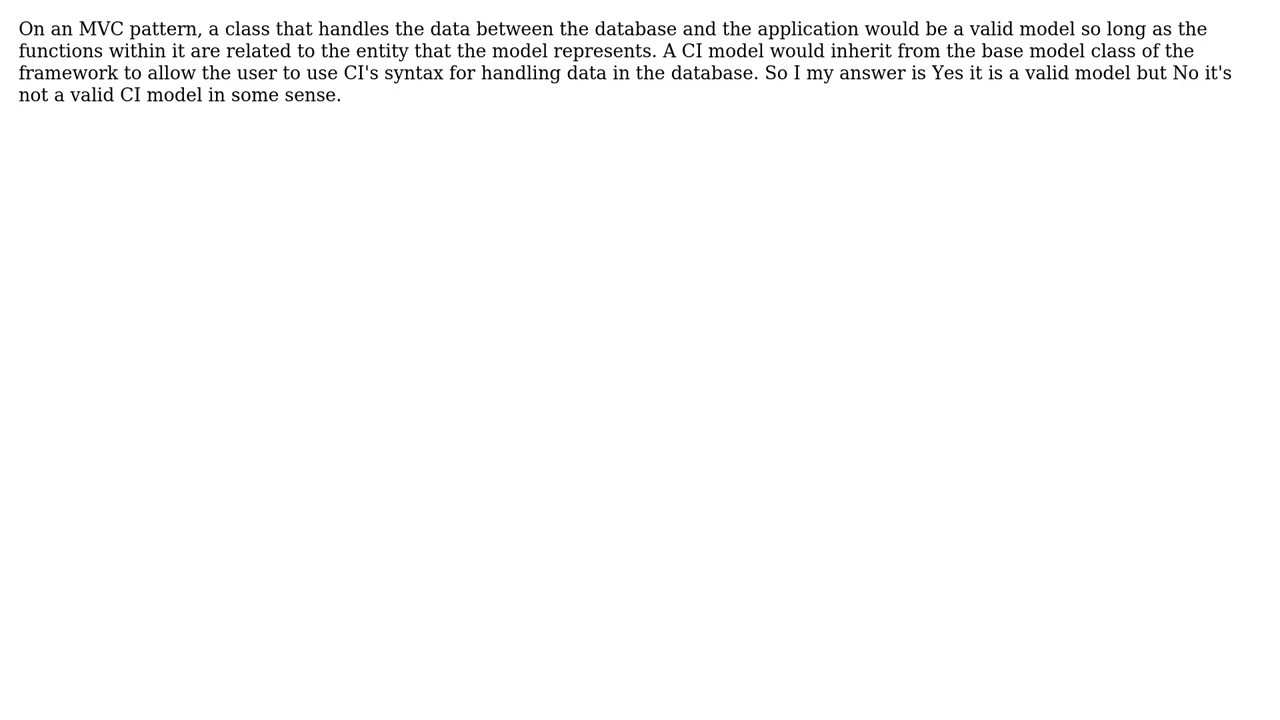 On an MVC pattern, a class that handles the data between the database and the application would be a valid model so long as the
functions within it are related to the entity that the model represents. A CI model would inherit from the base model class of the
framework to allow the user to use CI's syntax for handling data in the database. So I my answer is Yes it is a valid model but No it's
not a valid CI model in some sense.